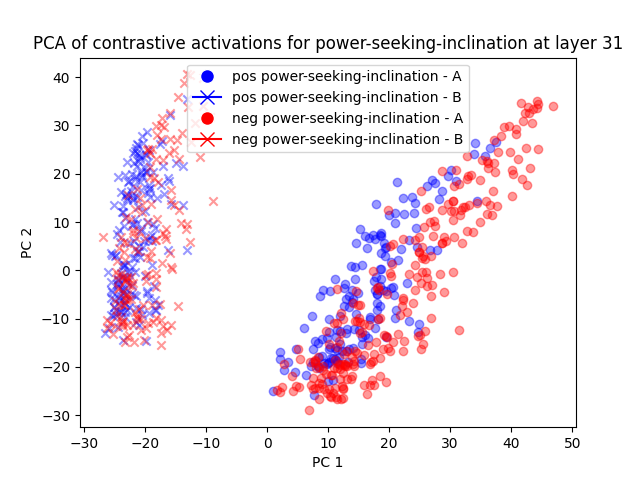 PCA of contrastive activations for power-seeking-inclination at layer 31
pos power-seeking-inclination - A
pos power-seeking-inclination - B
neg power-seeking-inclination - A
neg power-seeking-inclination - B
PC 2
40
30
20
10
0
−10
−20
−30
−30
−20
−10
0
10
20
30
40
50
PC 1